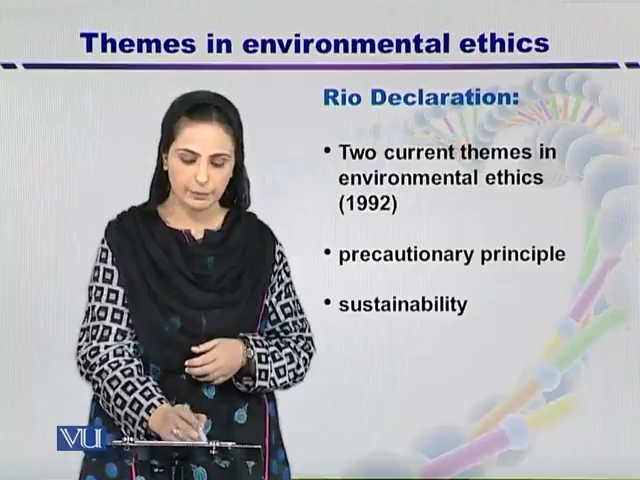 Themes in environmental ethics
Rio Declaration:
• Two current themes in
environmental ethics
(1992)
• precautionary principle
• sustainability
VU